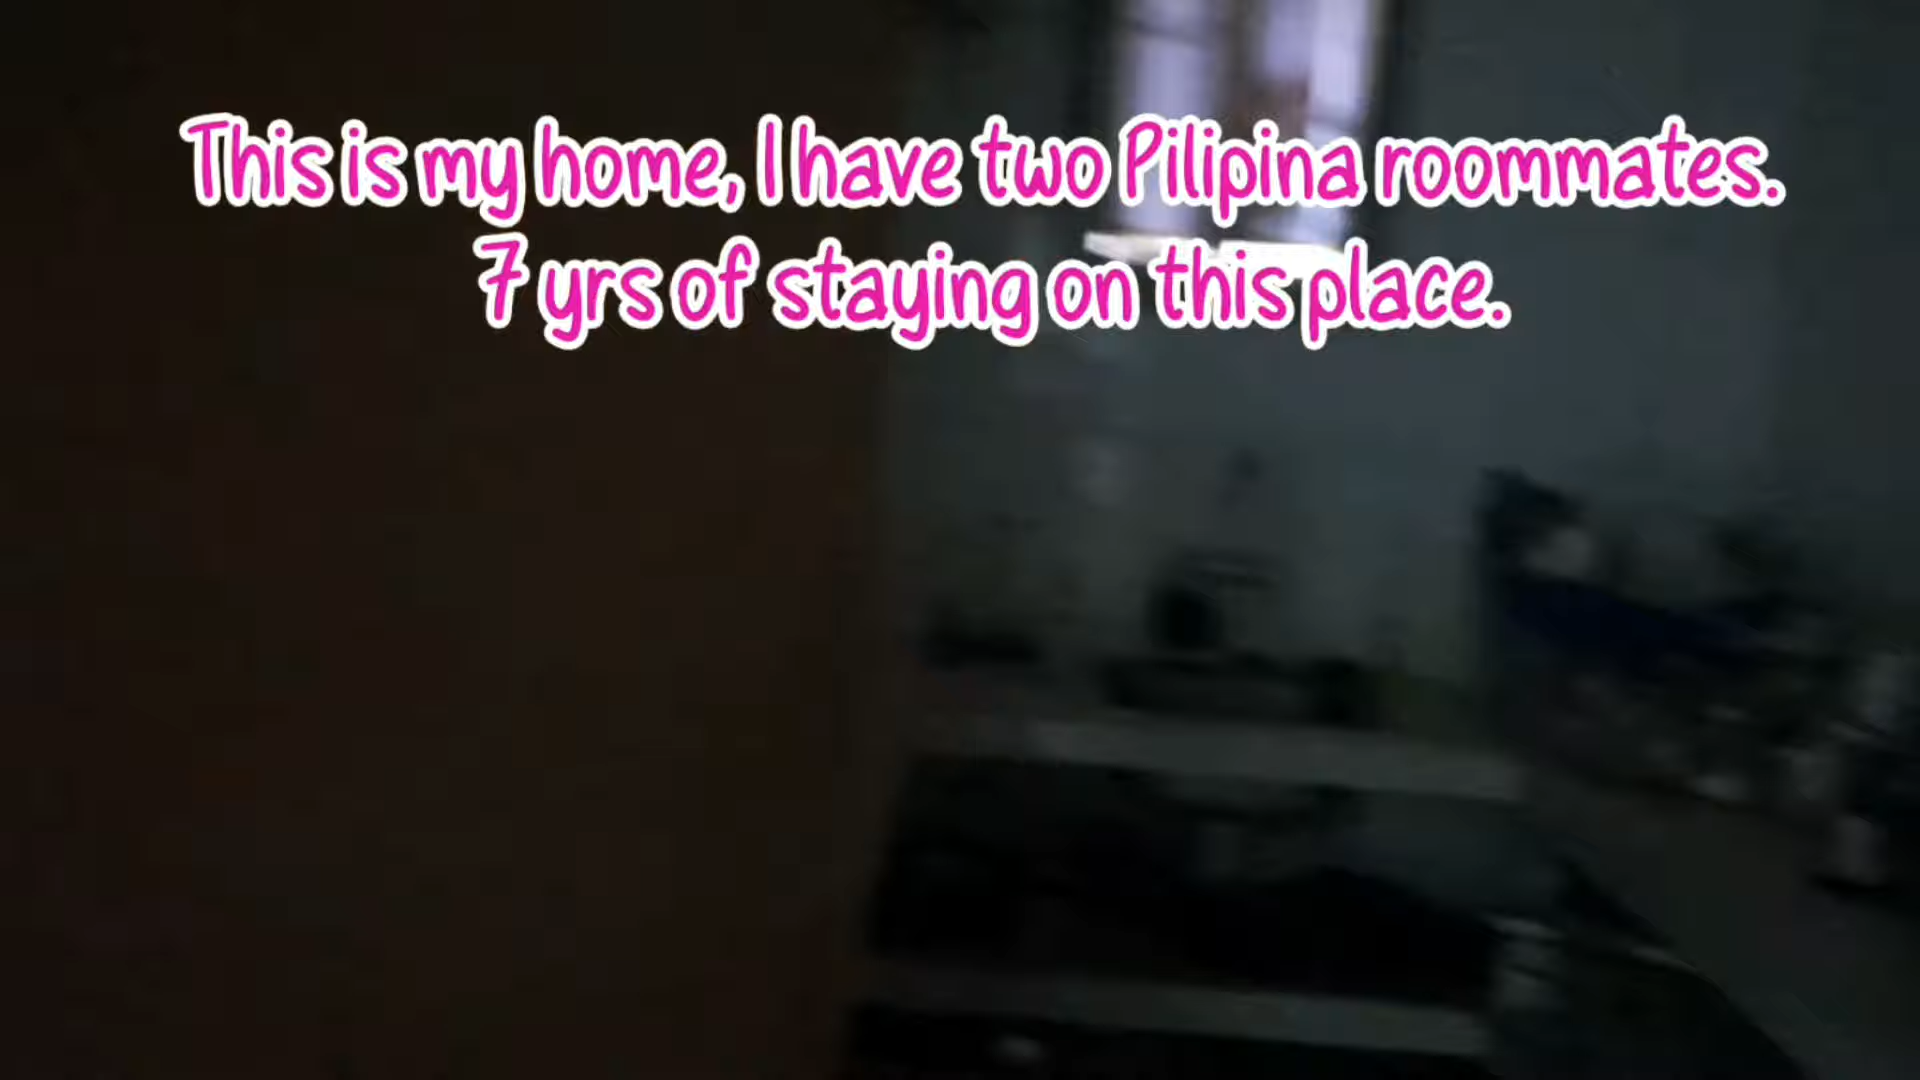 This is my home, I have two Pilipina roommates.
7 yrs of staying on this place.